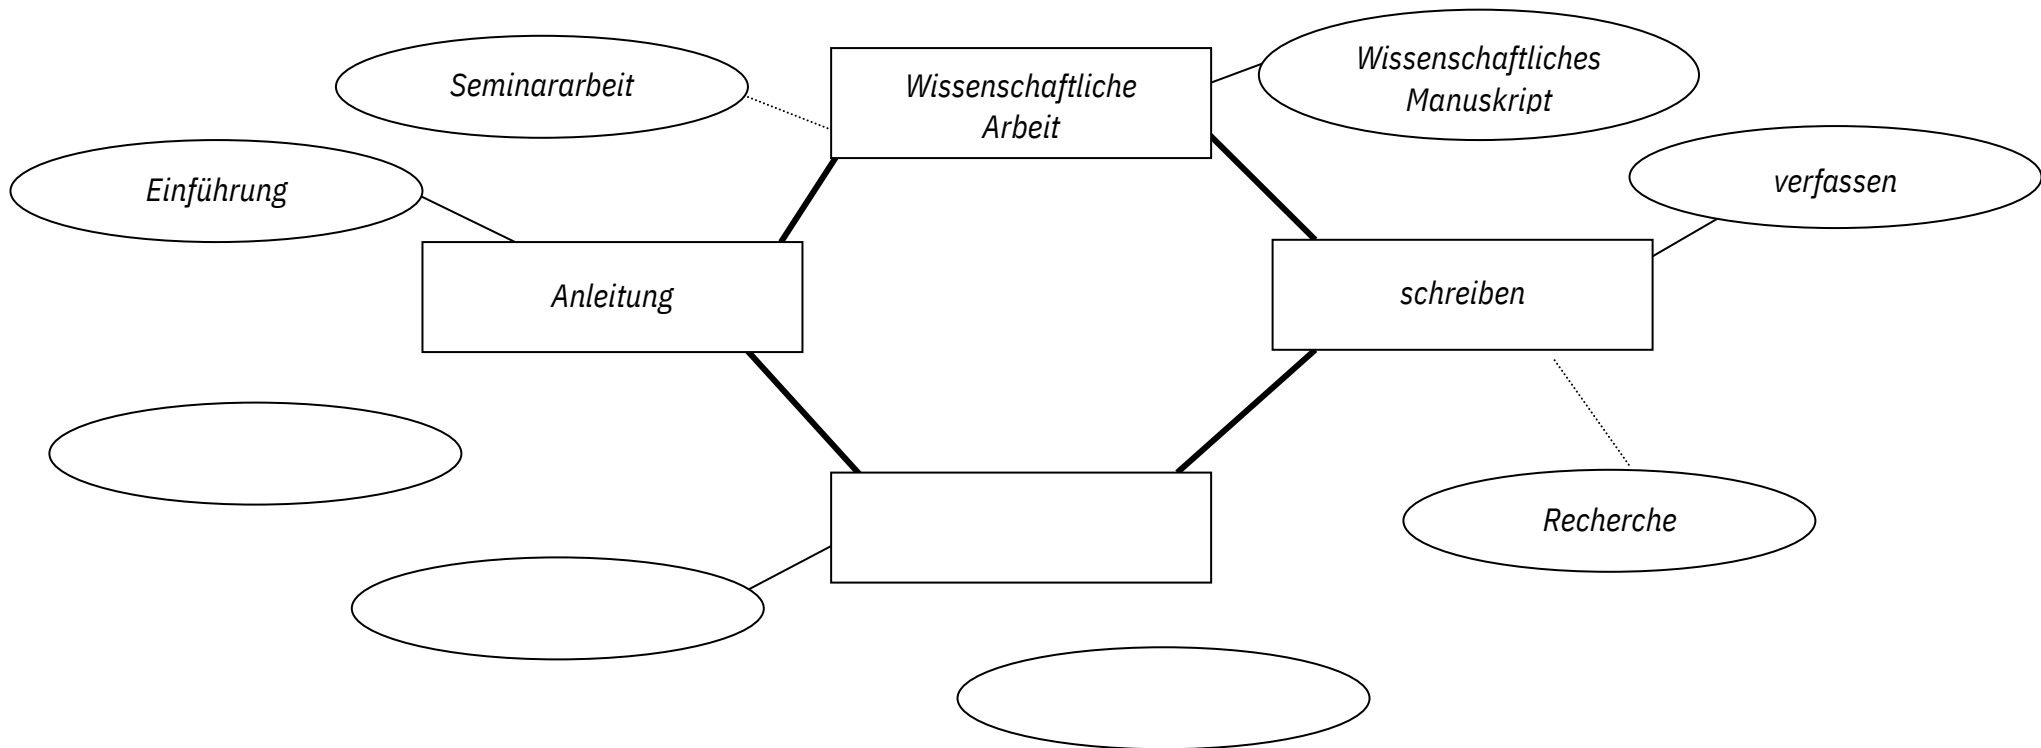 Seminararbeit
Wissenschaftliche
Arbeit
Wissenschaftliches
Manuskript
Einführung
verfassen
Anleitung
schreiben
Recherche